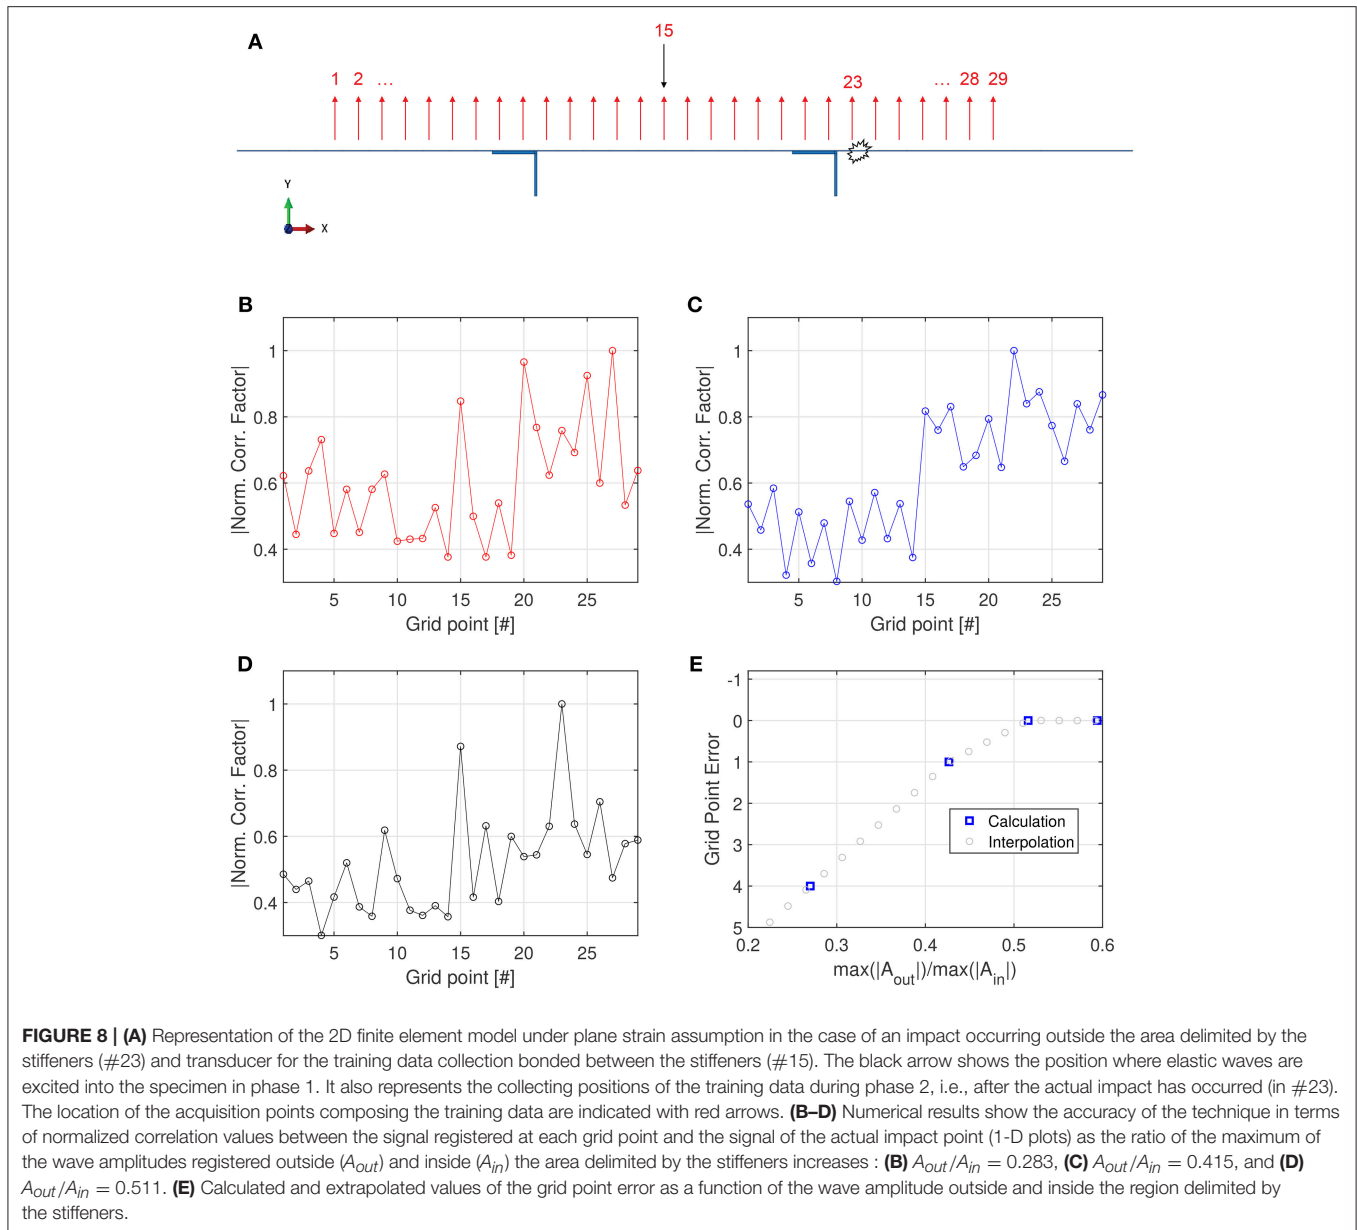 A
15
1 2 ... 23 ... 28 29
Y
X
B
|Norm. Corr. Factor|
1
0.8
0.6
0.4
5 10 15 20 25
Grid point [#]
C
|Norm. Corr. Factor|
1
0.8
0.6
0.4
5 10 15 20 25
Grid point [#]
D
|Norm. Corr. Factor|
1
0.8
0.6
0.4
5 10 15 20 25
Grid point [#]
E
Grid Point Error
-1
0
1
2
3
4
5
Calculation
Interpolation
0.2 0.3 0.4 0.5 0.6
max(|A_out|)/max(|A_in|)
FIGURE 8 | (A) Representation of the 2D finite element model under plane strain assumption in the case of an impact occurring outside the area delimited by the
stiffeners (#23) and transducer for the training data collection bonded between the stiffeners (#15). The black arrow shows the position where elastic waves are
excited into the specimen in phase 1. It also represents the collecting positions of the training data during phase 2, i.e., after the actual impact has occurred (in #23).
The location of the acquisition points composing the training data are indicated with red arrows. (B–D) Numerical results show the accuracy of the technique in terms
of normalized correlation values between the signal registered at each grid point and the signal of the actual impact point (1-D plots) as the ratio of the maximum of
the wave amplitudes registered outside (A_out) and inside (A_in) the area delimited by the stiffeners increases : (B) A_out/A_in = 0.283, (C) A_out/A_in = 0.415, and (D)
A_out/A_in = 0.511. (E) Calculated and extrapolated values of the grid point error as a function of the wave amplitude outside and inside the region delimited by
the stiffeners.